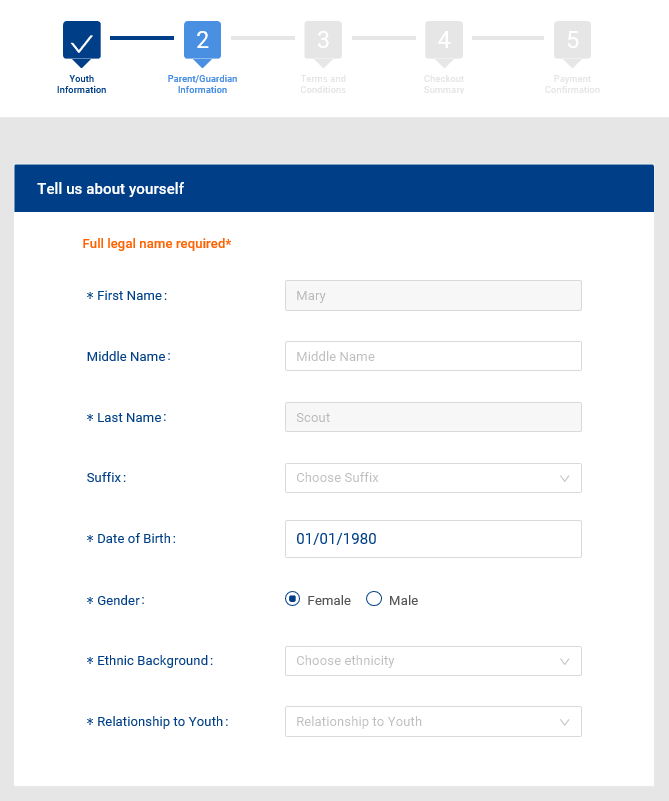 2 3 4 5
Youth
Information
Parent/Guardian
Information
Terms and
Conditions
Checkout
Summary
Payment
Confirmation
Tell us about yourself
Full legal name required*
* First Name: Mary
Middle Name: Middle Name
* Last Name: Scout
Suffix: Choose Suffix
* Date of Birth: 01/01/1980
* Gender: Female Male
* Ethnic Background: Choose ethnicity
* Relationship to Youth: Relationship to Youth